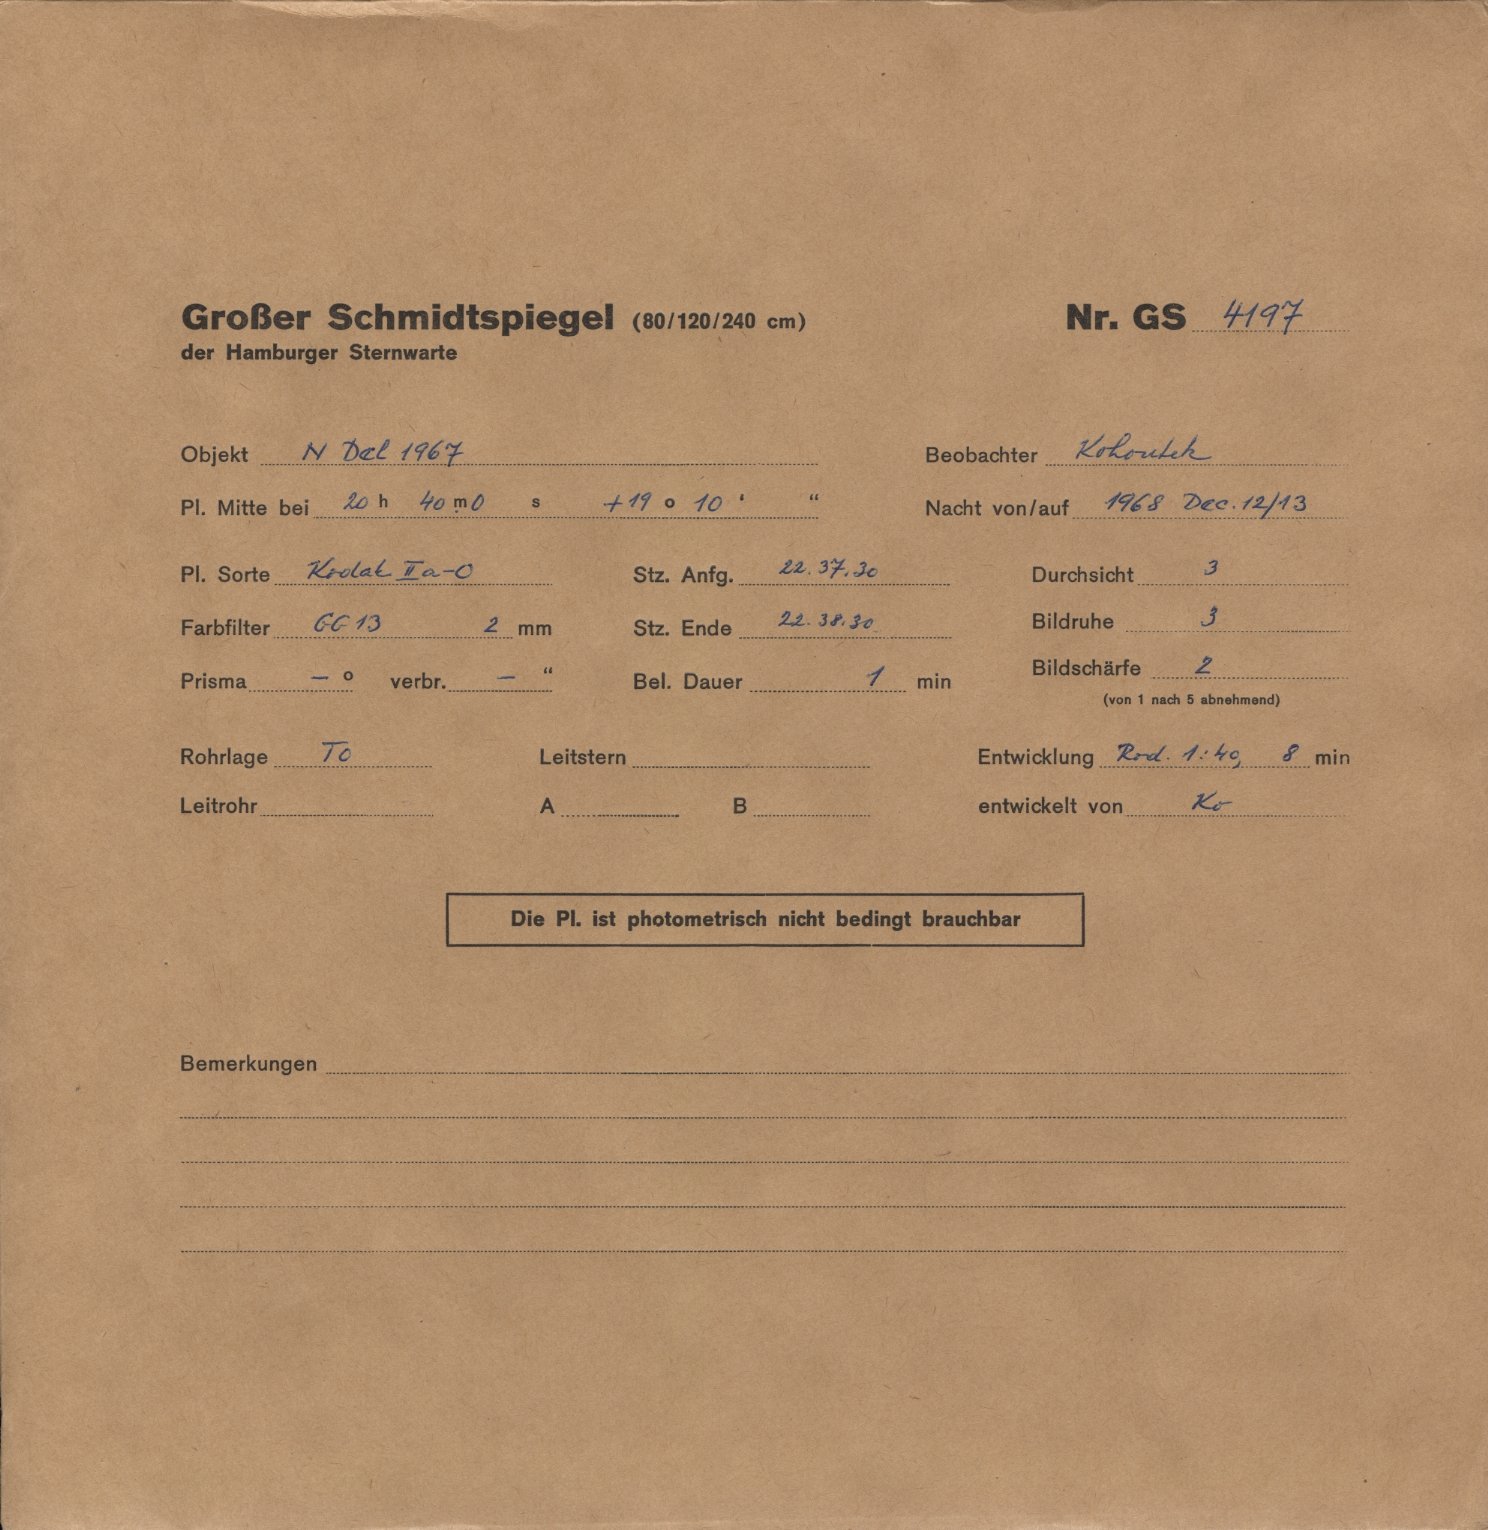 Großer Schmidtspiegel (80/120/240 cm) Nr. GS 4197
der Hamburger Sternwarte
Objekt N Del 1967 Beobachter Kohoutek
Pl. Mitte bei 20 h 40 m 0 s +19 o 10 ' “ Nacht von/auf 1968 Dec. 12/13
Pl. Sorte Kodak IIa-O Stz. Anfg. 22.37.30 Durchsicht 3
Farbfilter GG 13 2 mm Stz. Ende 22.38.30 Bildruhe 3
Prisma – o verbr. – “ Bel. Dauer 1 min Bildschärfe 2
(von 1 nach 5 abnehmend)
Rohrlage TO Leitstern Entwicklung Rod. 1:40, 8 min
Leitrohr A B entwickelt von Ko
Die Pl. ist photometrisch nicht bedingt brauchbar
Bemerkungen